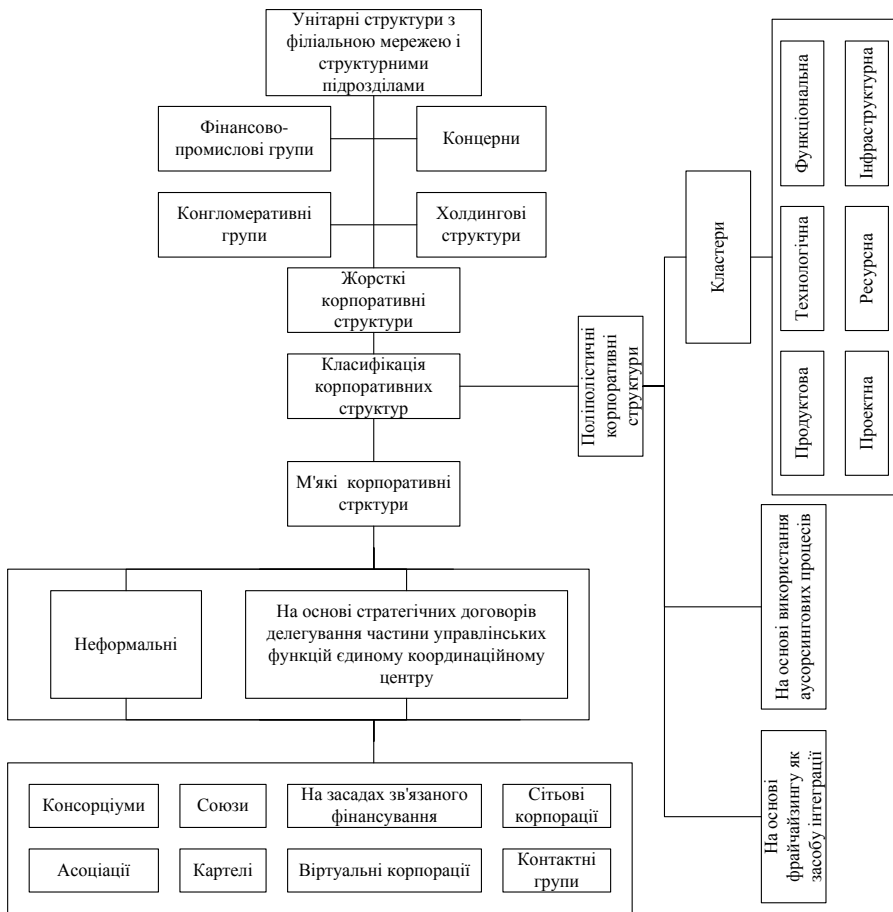 Унітарні структури з
філіальною мережею і
структурними
підрозділами
Фінансово-
промислові групи
Концерни
Конгломеративні
групи
Холдингові
структури
Жорсткі
корпоративні
структури
Класифікація
корпоративних
структур
М'які корпоративні
стрктури
Неформальні
На основі стратегічних договорів
делегування частини управлінських
функцій єдиному координаційному
центру
Консорціуми
Союзи
На засадах зв'язаного
фінансування
Сітьові
корпорації
Асоціації
Картелі
Віртуальні корпорації
Контактні
групи
Поліполістичні
корпоративні
структури
Кластери
Функціональна
Інфраструктурна
Технологічна
Ресурсна
Продуктова
Проектна
На основі використання
аусорсингових процесів
На основі
фрайчайзингу як
засобу інтеграції